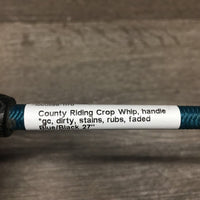 County Riding Crop Whip, handle
*gc, dirty, stains, rubs, faded
Blue/Black 27"